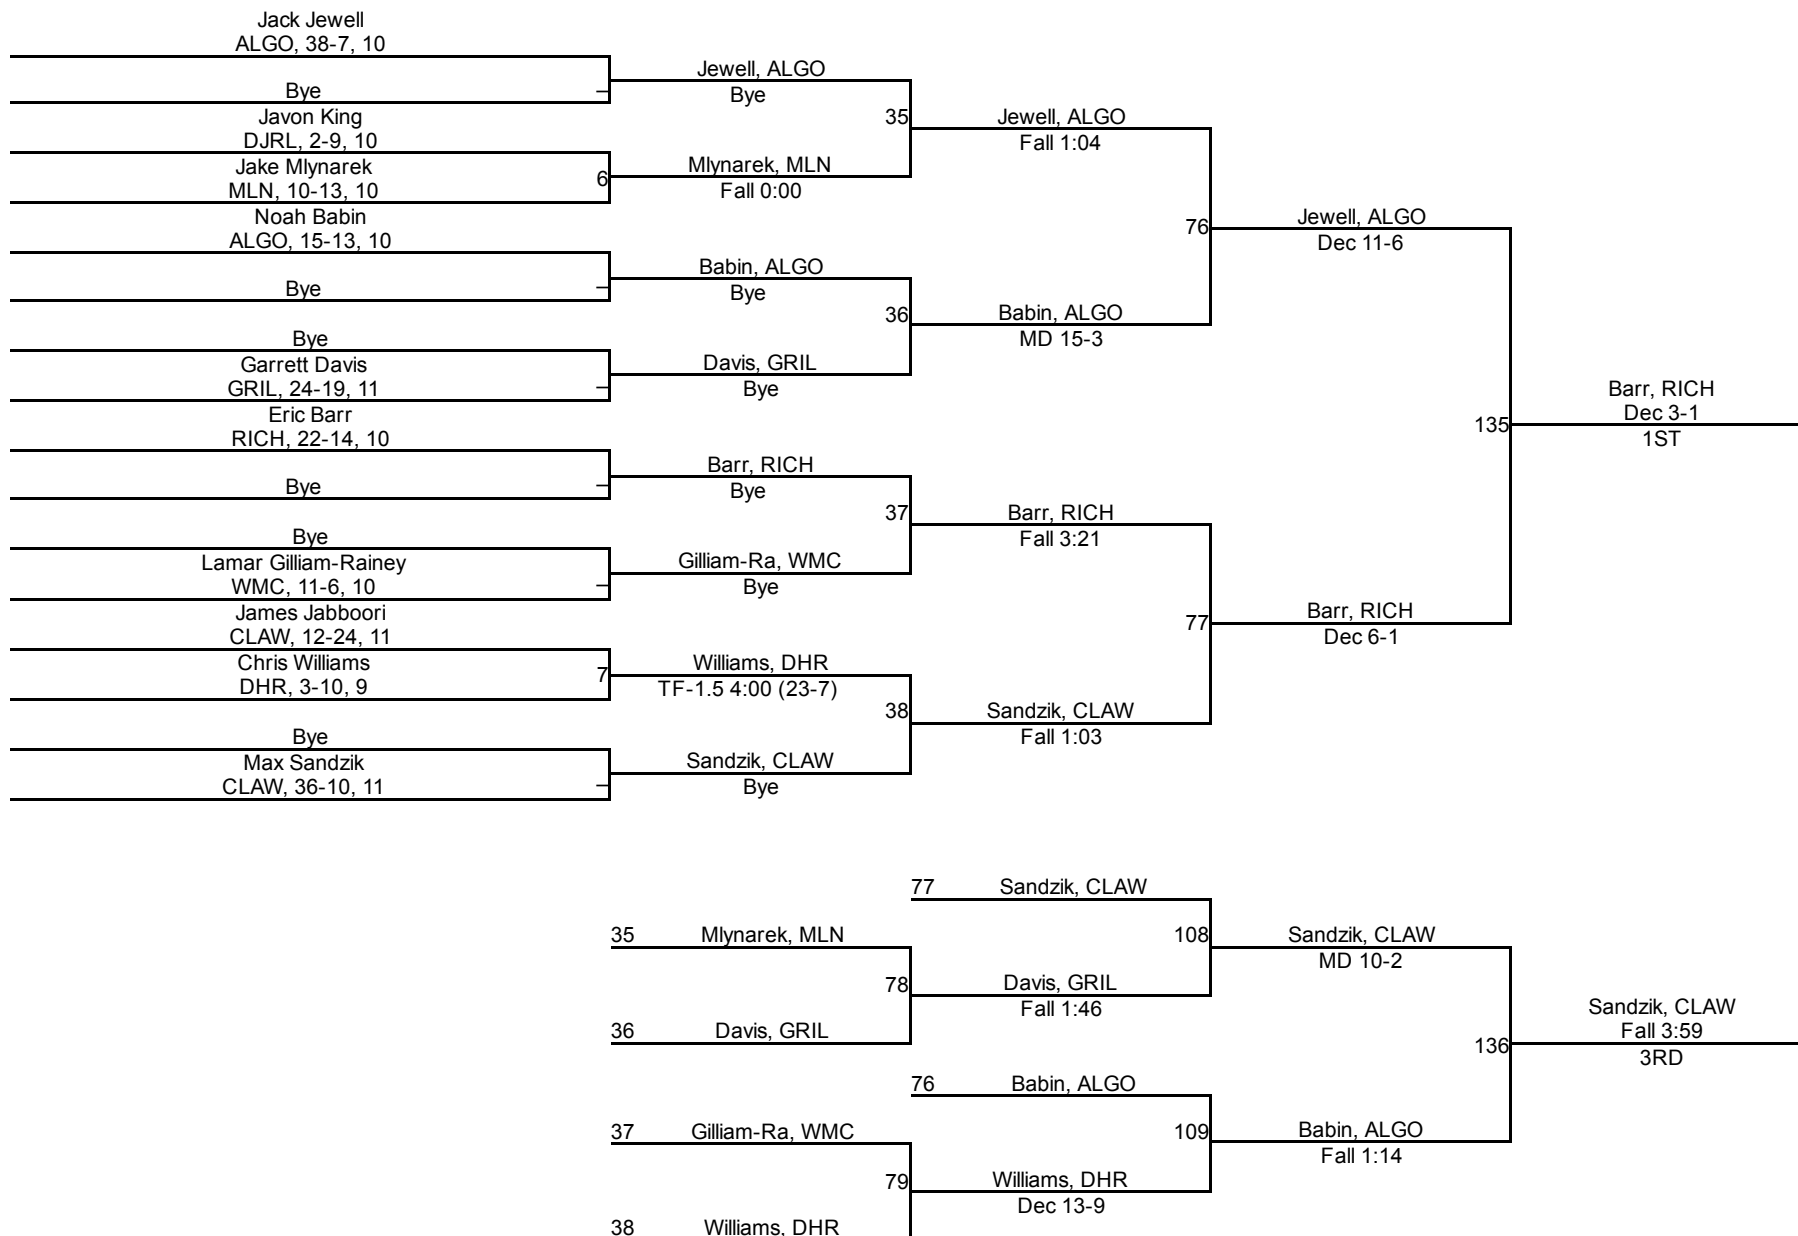 Jack Jewell
ALGO, 38-7, 10
Bye
Javon King
DJRL, 2-9, 10
Jake Mlynarek
MLN, 10-13, 10
6
Noah Babin
ALGO, 15-13, 10
Bye
Bye
Garrett Davis
GRIL, 24-19, 11
Eric Barr
RICH, 22-14, 10
Bye
Bye
Lamar Gilliam-Rainey
WMC, 11-6, 10
James Jabboori
CLAW, 12-24, 11
Chris Williams
DHR, 3-10, 9
7
Bye
Max Sandzik
CLAW, 36-10, 11
Jewell, ALGO
Bye
35
Mlynarek, MLN
Fall 0:00
Babin, ALGO
Bye
36
Davis, GRIL
Bye
Barr, RICH
Bye
37
Gilliam-Ra, WMC
Bye
Williams, DHR
TF-1.5 4:00 (23-7)
38
Sandzik, CLAW
Bye
Jewell, ALGO
Fall 1:04
76
Babin, ALGO
MD 15-3
Barr, RICH
Fall 3:21
77
Sandzik, CLAW
Fall 1:03
Jewell, ALGO
Dec 11-6
135
Barr, RICH
Dec 6-1
Barr, RICH
Dec 3-1
1ST
77 Sandzik, CLAW
35 Mlynarek, MLN
78
36 Davis, GRIL
108
Davis, GRIL
Fall 1:46
76 Babin, ALGO
37 Gilliam-Ra, WMC
79
38 Williams, DHR
109
Williams, DHR
Dec 13-9
Sandzik, CLAW
MD 10-2
136
Babin, ALGO
Fall 1:14
Sandzik, CLAW
Fall 3:59
3RD